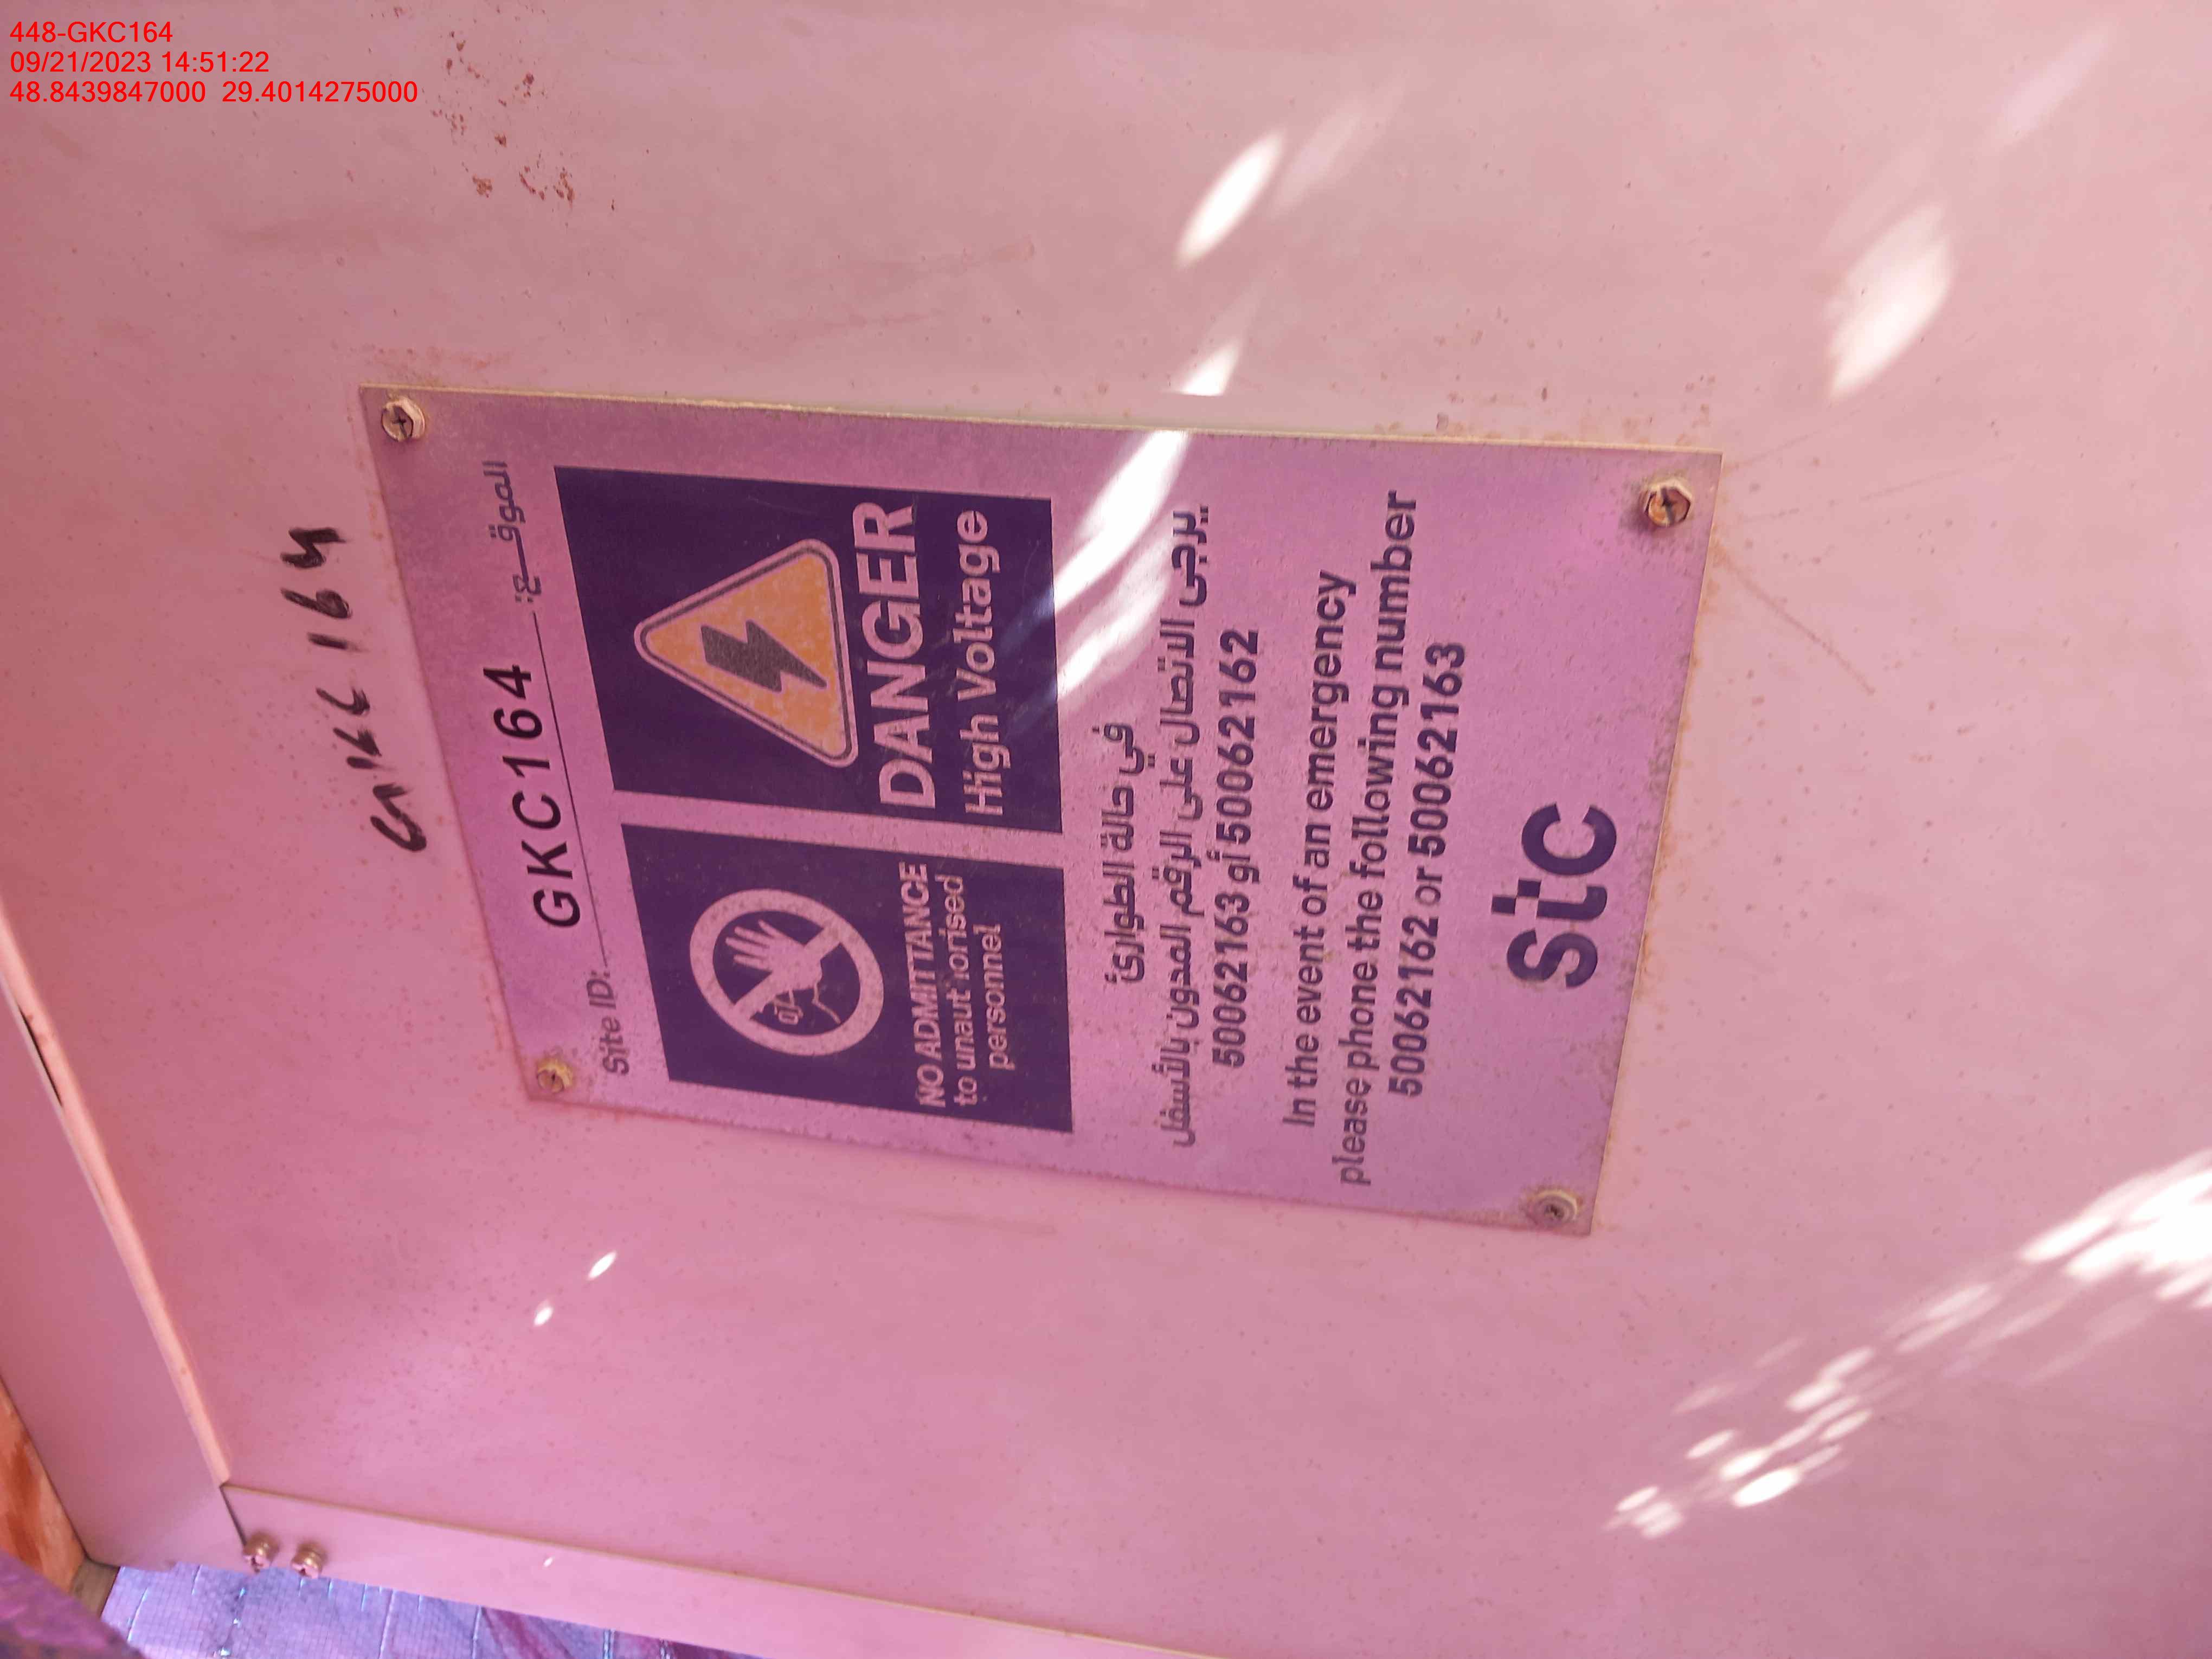 448-GKC164
09/21/2023 14:51:22
48.8439847000 29.4014275000
GKC 164
Site ID: GKC164 الموقـــع:
NO ADMITTANCE
to unauthorised
personnel
DANGER
High Voltage
في حالة الطوارئ
يرجى الاتصال على الرقم المدون بالأسفل
50062162 أو 50062163
In the event of an emergency
please phone the following number
50062162 or 50062163
stc